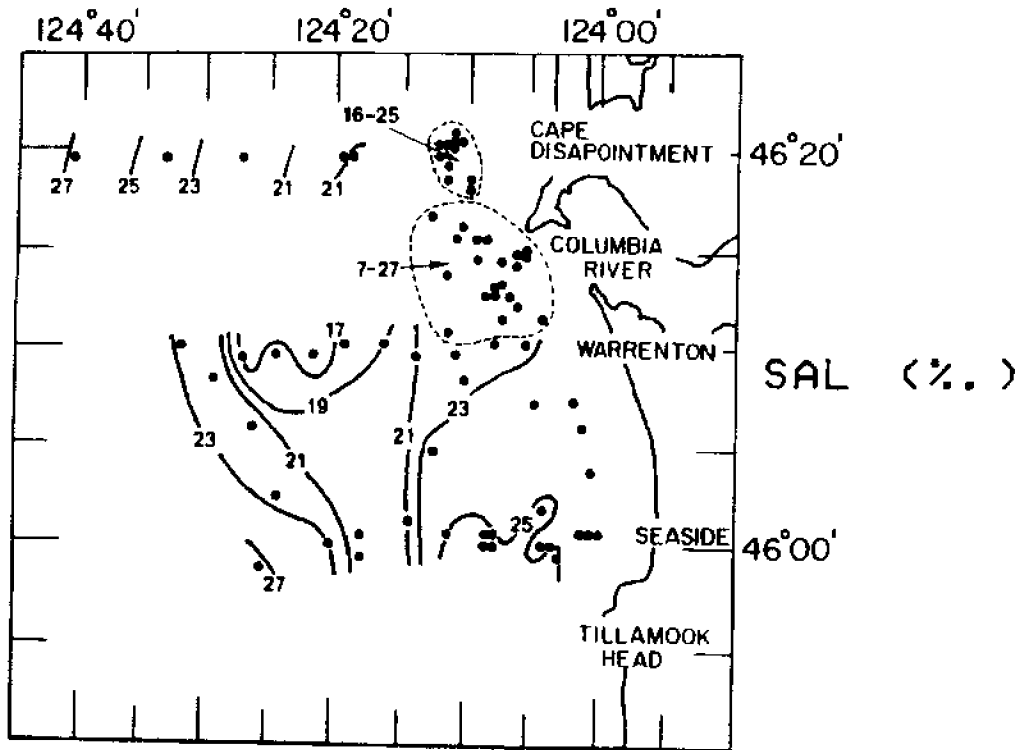 124°40' 124°20' 124°00'
16-25
CAPE
DISAPOINTMENT
46°20'
27 25 23 21 21
COLUMBIA
RIVER
7-27
17
WARRENTON
SAL (‰)
19
23
23
21
21
25
SEASIDE
46°00'
27
TILLAMOOK
HEAD